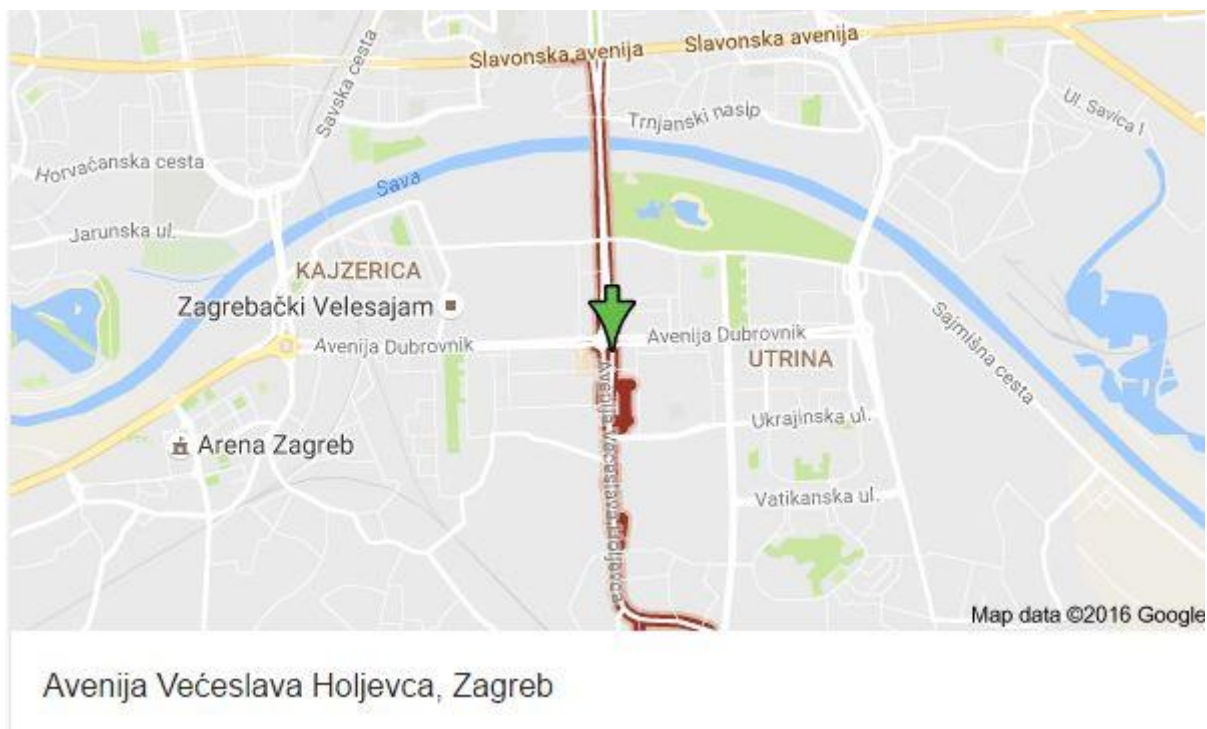 Slavonska avenija
Slavonska avenija
Savska cesta
Trnjanski nasip
Ul. Savica I
Horvaćanska cesta
Sava
Jarunska ul.
KAJZERICA
Zagrebački Velesajam
Avenija Dubrovnik
Avenija Dubrovnik
UTRINA
Sajmišna cesta
Avenija Većeslava Holjevca
Ukrajinska ul.
Arena Zagreb
Vatikanska ul.
Map data ©2016 Google
Avenija Većeslava Holjevca, Zagreb